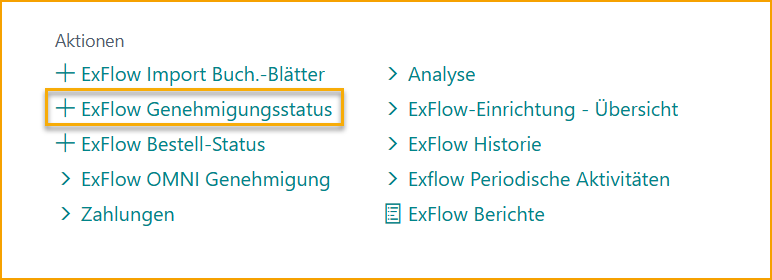 Aktionen
ExFlow Import Buch.-Blätter
ExFlow Genehmigungsstatus
ExFlow Bestell-Status
ExFlow OMNI Genehmigung
Zahlungen
Analyse
ExFlow-Einrichtung - Übersicht
ExFlow Historie
Exflow Periodische Aktivitäten
ExFlow Berichte